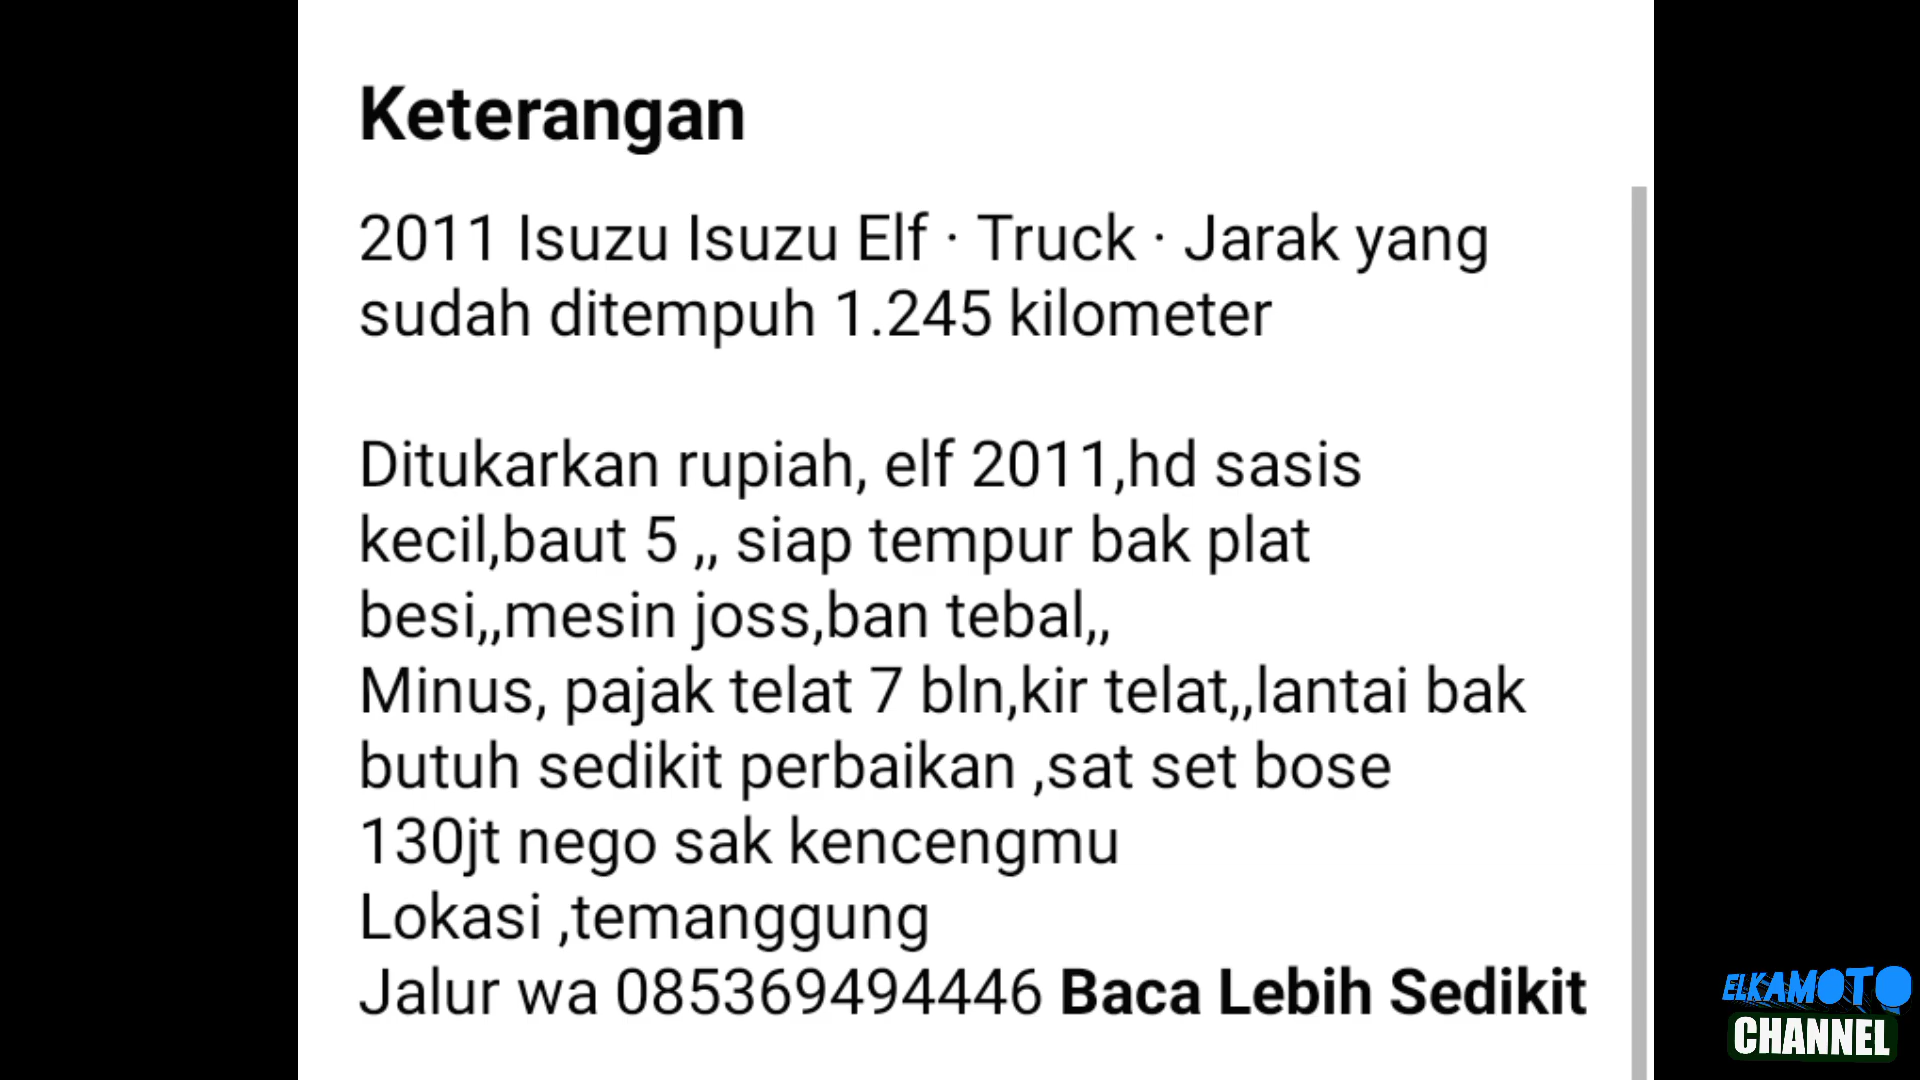 Keterangan
2011 Isuzu Isuzu Elf · Truck · Jarak yang
sudah ditempuh 1.245 kilometer
Ditukarkan rupiah, elf 2011,hd sasis
kecil,baut 5 ,, siap tempur bak plat
besi,,mesin joss,ban tebal,,
Minus, pajak telat 7 bln,kir telat,,lantai bak
butuh sedikit perbaikan ,sat set bose
130jt nego sak kencengmu
Lokasi ,temanggung
Jalur wa 085369494446 Baca Lebih Sedikit
ELKAMOTO
CHANNEL